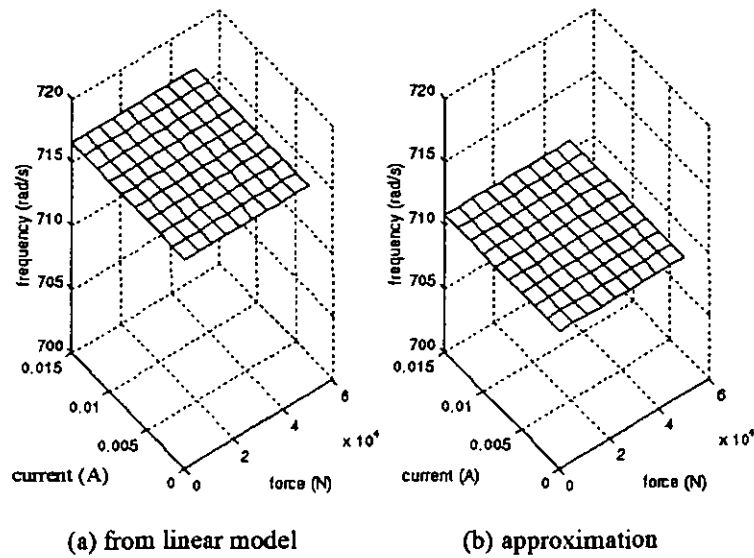 720
715
710
705
700
frequency (rad/s)
0.015
0.01
0.005
0
current (A)
0
2
4
6
x 10⁴
force (N)
(a) from linear model
720
715
710
705
700
frequency (rad/s)
0.015
0.01
0.005
0
current (A)
0
2
4
6
x 10⁴
force (N)
(b) approximation